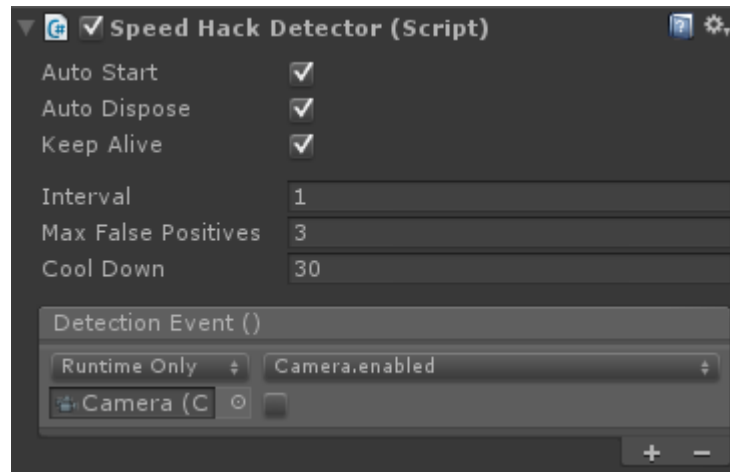 Speed Hack Detector (Script)
Auto Start
Auto Dispose
Keep Alive
Interval 1
Max False Positives 3
Cool Down 30
Detection Event ()
Runtime Only Camera.enabled
Camera (C
+ −